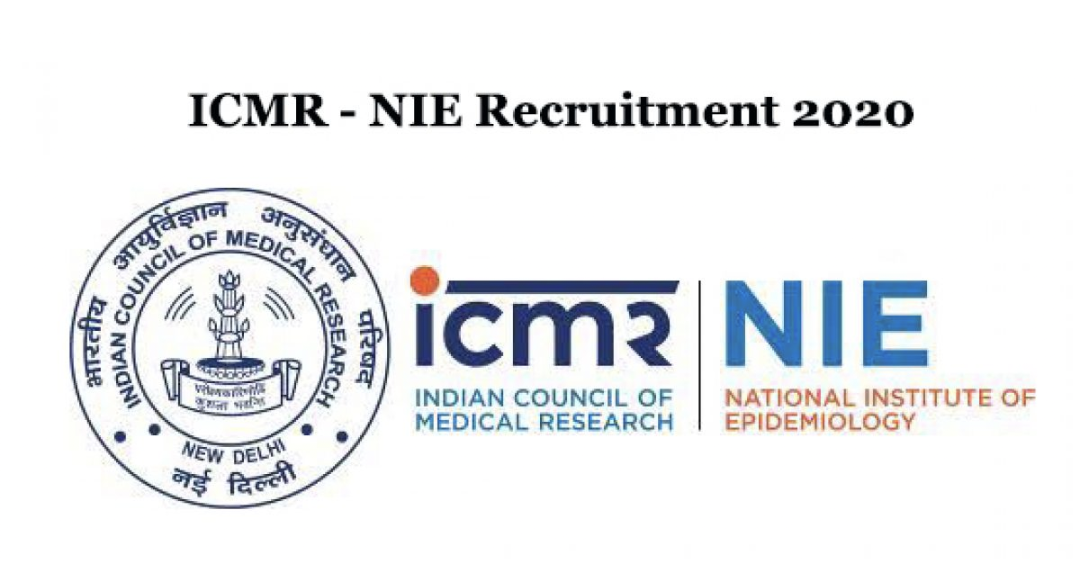 ICMR - NIE Recruitment 2020
भारतीय आयुर्विज्ञान अनुसंधान परिषद
INDIAN COUNCIL OF MEDICAL RESEARCH
NEW DELHI
नई दिल्ली
icmr
INDIAN COUNCIL OF
MEDICAL RESEARCH
NIE
NATIONAL INSTITUTE OF
EPIDEMIOLOGY